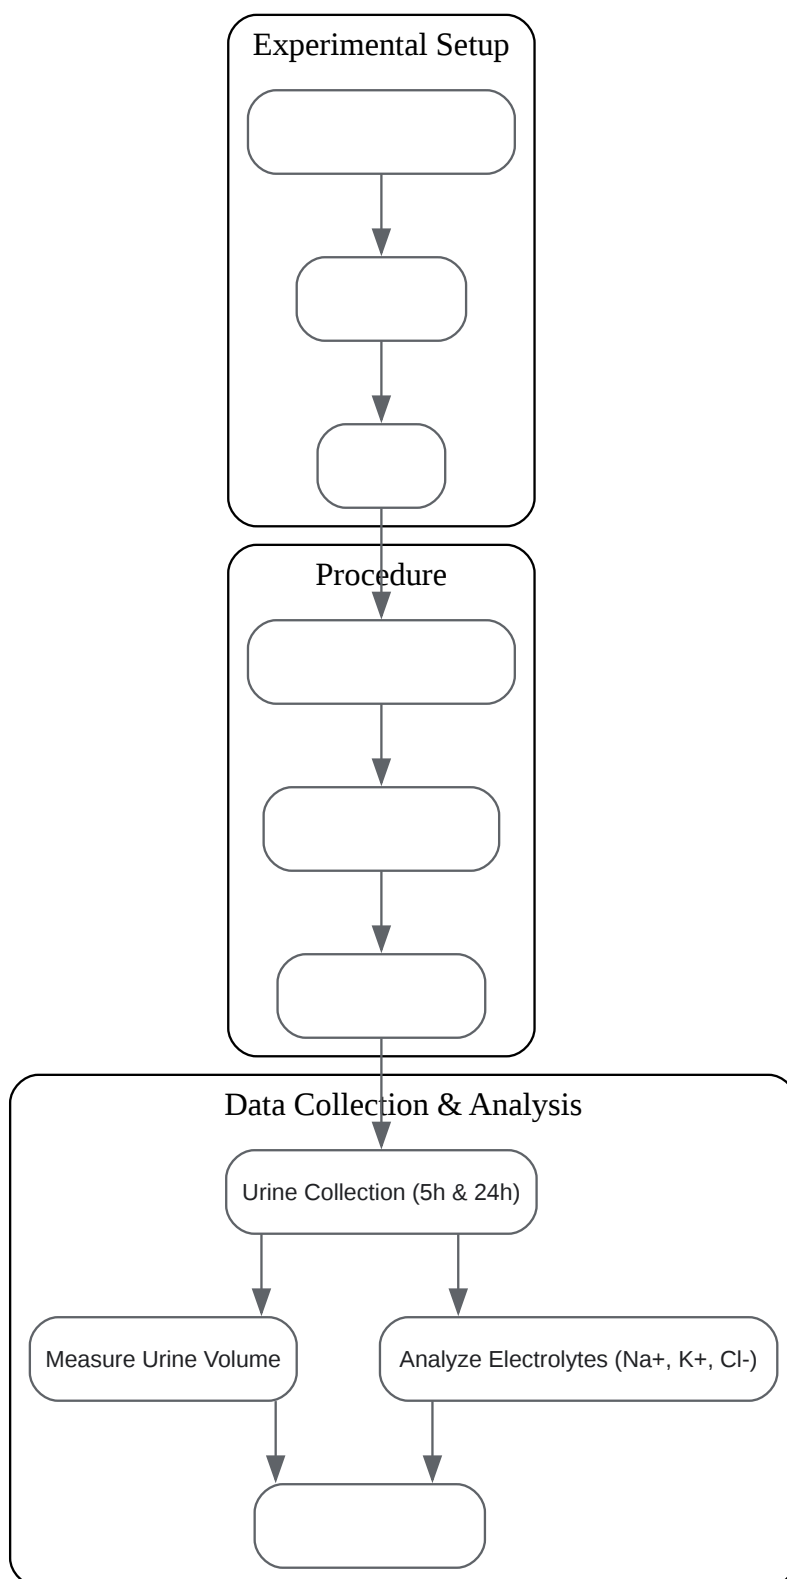 Experimental Setup
Procedure
Data Collection & Analysis
Urine Collection (5h & 24h)
Measure Urine Volume
Analyze Electrolytes (Na+, K+, Cl-)